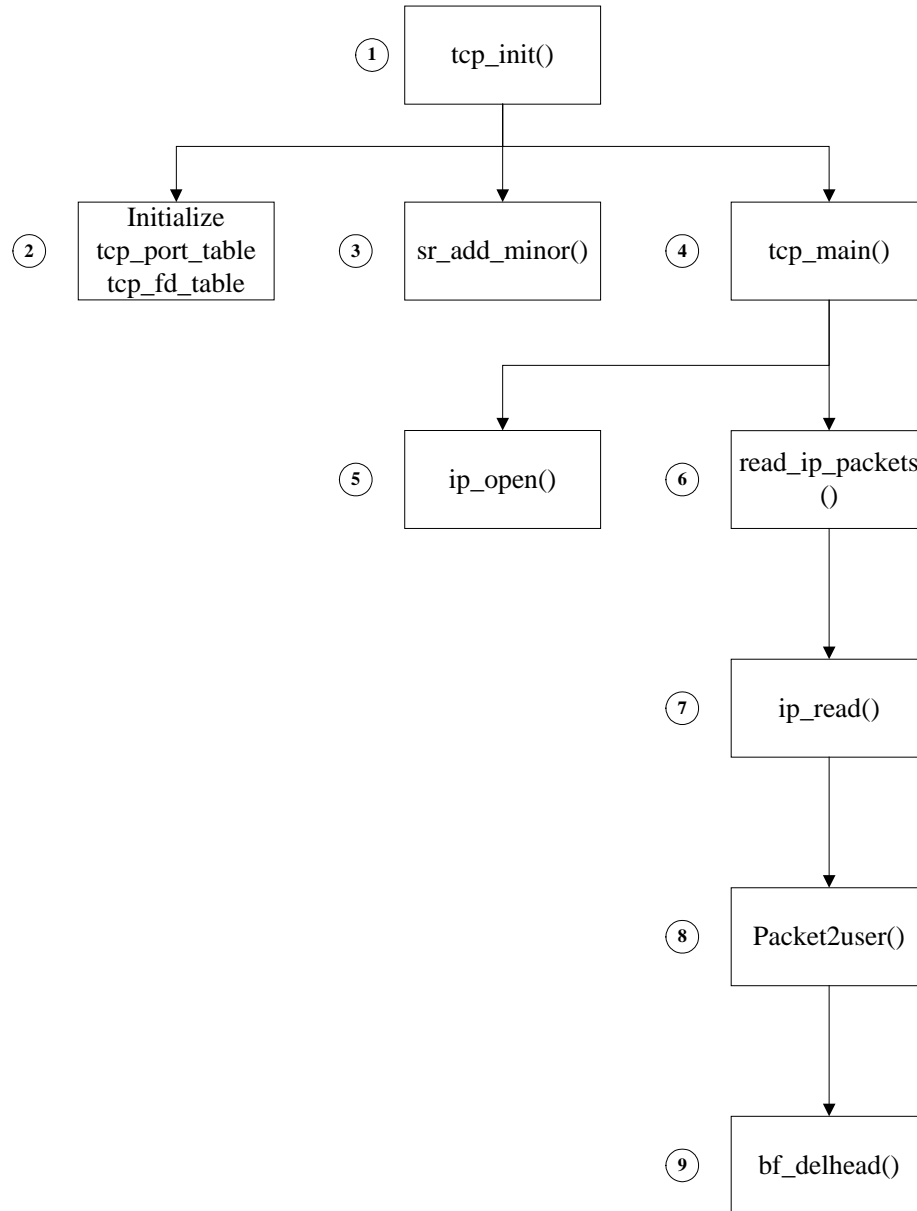 1
tcp_init()
2
Initialize
tcp_port_table
tcp_fd_table
3
sr_add_minor()
4
tcp_main()
5
ip_open()
6
read_ip_packets
()
7
ip_read()
8
Packet2user()
9
bf_delhead()